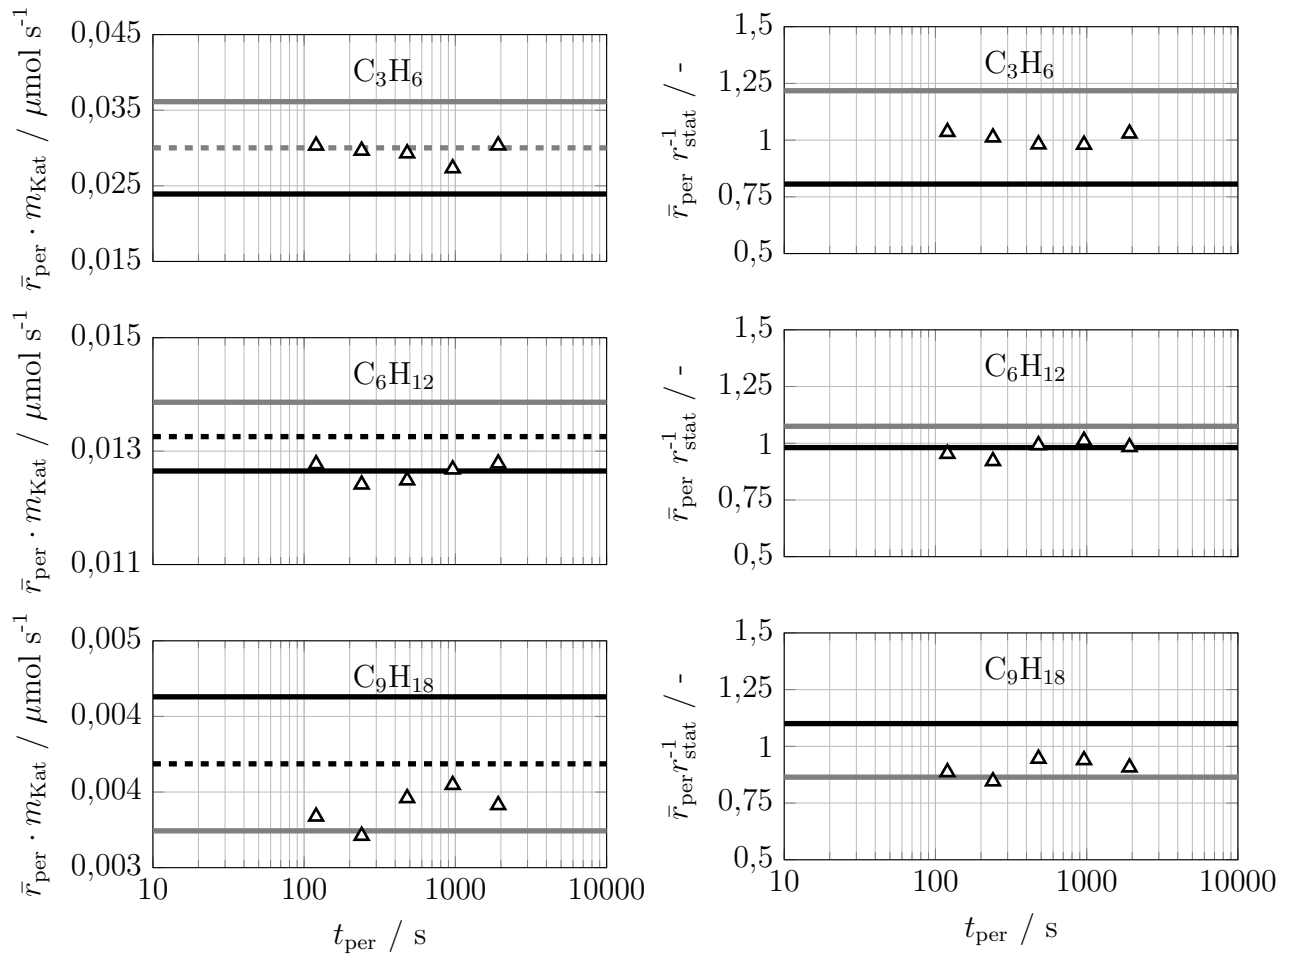 0,045
0,035
0,025
0,015
r̄per · mKat / μmol s-1
C3H6
1,5
1,25
1
0,75
0,5
r̄per r-1stat / -
C3H6
0,015
0,013
0,011
r̄per · mKat / μmol s-1
C6H12
1,5
1,25
1
0,75
0,5
r̄per r-1stat / -
C6H12
0,005
0,004
0,004
0,003
r̄per · mKat / μmol s-1
C9H18
10 100 1000 10000
tper / s
1,5
1,25
1
0,75
0,5
r̄per r-1stat / -
C9H18
10 100 1000 10000
tper / s